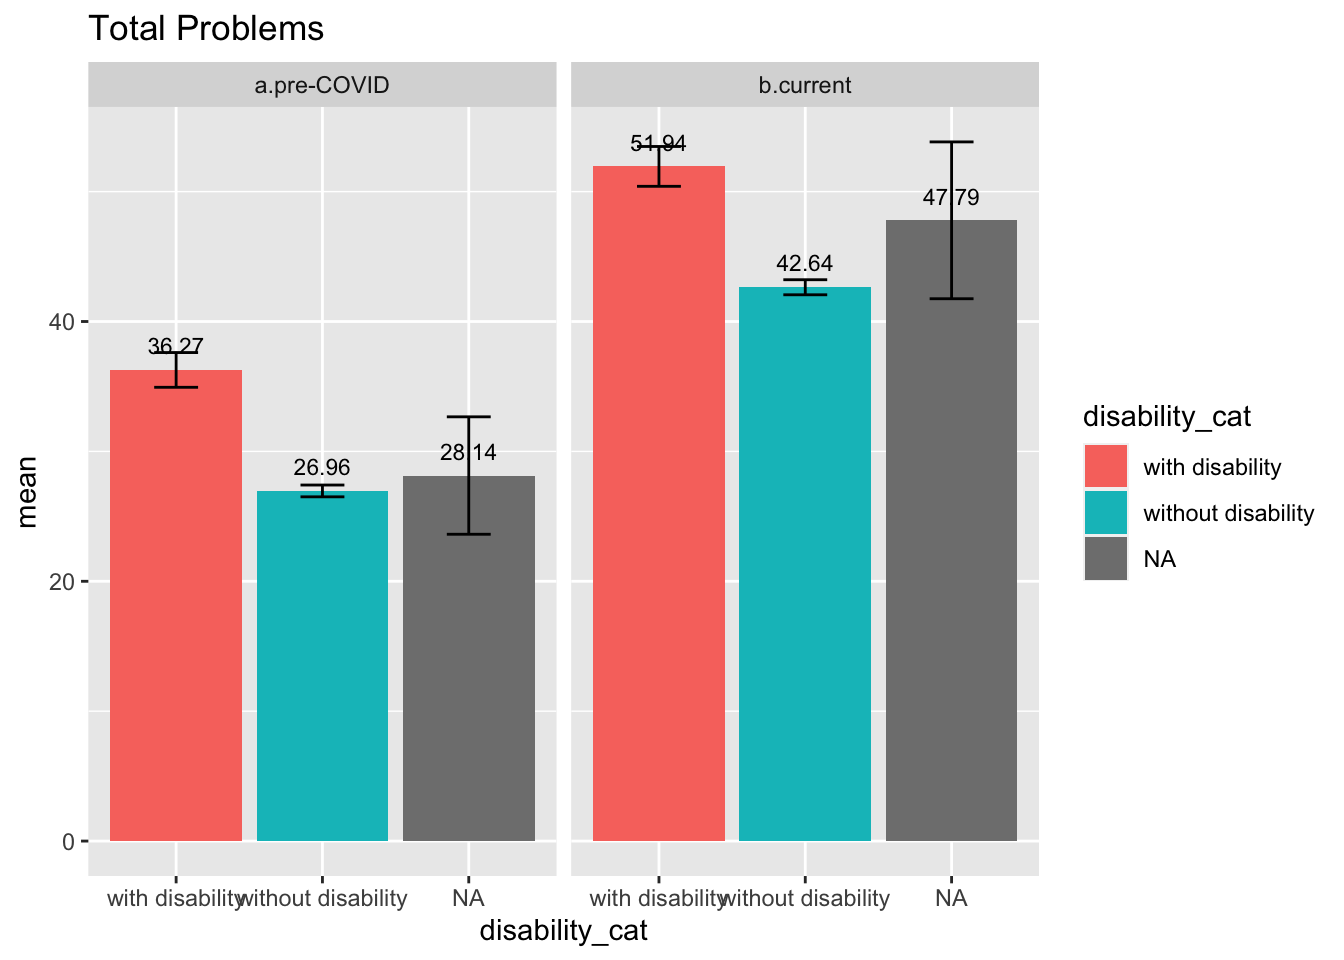 Total Problems
a.pre-COVID
b.current
mean
40
20
0
36.27
26.96
28.14
51.94
42.64
47.79
with disability
without disability
NA
with disability
without disability
NA
disability_cat
disability_cat
with disability
without disability
NA